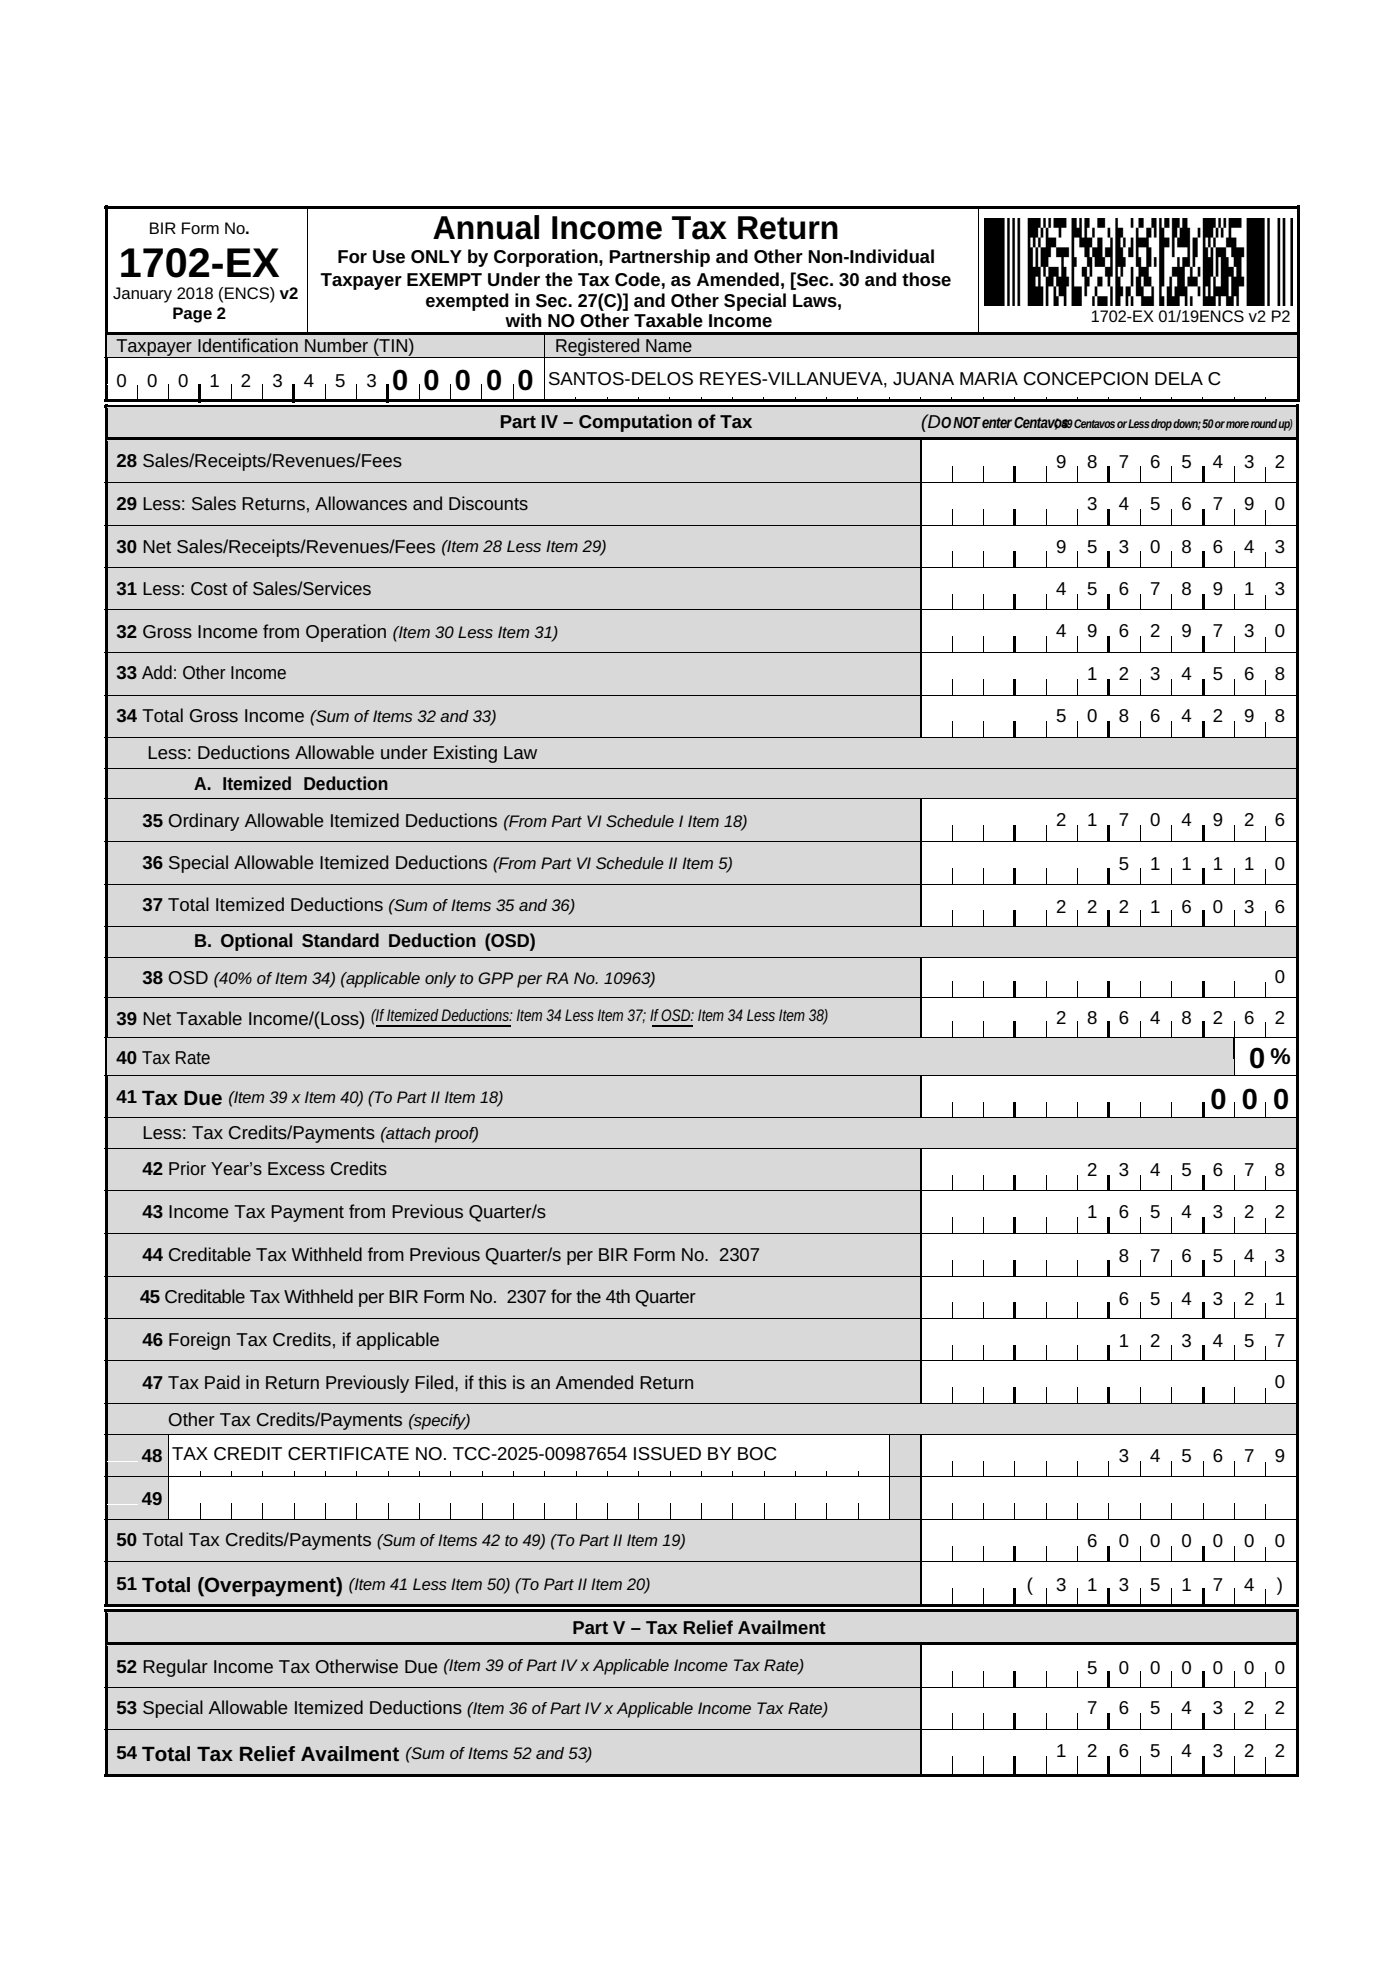 BIR Form No.
1702-EX
January 2018 (ENCS) v2
Page 2
Annual Income Tax Return
For Use ONLY by Corporation, Partnership and Other Non-Individual
Taxpayer EXEMPT Under the Tax Code, as Amended, [Sec. 30 and those
exempted in Sec. 27(C)] and Other Special Laws,
with NO Other Taxable Income
1702-EX 01/19ENCS v2 P2
Taxpayer Identification Number (TIN) Registered Name
0 0 0 1 2 3 4 5 3 0 0 0 0 0 SANTOS-DELOS REYES-VILLANUEVA, JUANA MARIA CONCEPCION DELA C
Part IV – Computation of Tax (DO NOT enter Centavos; 49 Centavos or Less drop down; 50 or more round up)
28 Sales/Receipts/Revenues/Fees 9 8 7 6 5 4 3 2
29 Less: Sales Returns, Allowances and Discounts 3 4 5 6 7 9 0
30 Net Sales/Receipts/Revenues/Fees (Item 28 Less Item 29) 9 5 3 0 8 6 4 3
31 Less: Cost of Sales/Services 4 5 6 7 8 9 1 3
32 Gross Income from Operation (Item 30 Less Item 31) 4 9 6 2 9 7 3 0
33 Add: Other Income 1 2 3 4 5 6 8
34 Total Gross Income (Sum of Items 32 and 33) 5 0 8 6 4 2 9 8
Less: Deductions Allowable under Existing Law
A. Itemized Deduction
35 Ordinary Allowable Itemized Deductions (From Part VI Schedule I Item 18) 2 1 7 0 4 9 2 6
36 Special Allowable Itemized Deductions (From Part VI Schedule II Item 5) 5 1 1 1 1 0
37 Total Itemized Deductions (Sum of Items 35 and 36) 2 2 2 1 6 0 3 6
B. Optional Standard Deduction (OSD)
38 OSD (40% of Item 34) (applicable only to GPP per RA No. 10963) 0
39 Net Taxable Income/(Loss) (If Itemized Deductions: Item 34 Less Item 37; If OSD: Item 34 Less Item 38) 2 8 6 4 8 2 6 2
40 Tax Rate 0 %
41 Tax Due (Item 39 x Item 40) (To Part II Item 18) 0 0 0
Less: Tax Credits/Payments (attach proof)
42 Prior Year’s Excess Credits 2 3 4 5 6 7 8
43 Income Tax Payment from Previous Quarter/s 1 6 5 4 3 2 2
44 Creditable Tax Withheld from Previous Quarter/s per BIR Form No. 2307 8 7 6 5 4 3
45 Creditable Tax Withheld per BIR Form No. 2307 for the 4th Quarter 6 5 4 3 2 1
46 Foreign Tax Credits, if applicable 1 2 3 4 5 7
47 Tax Paid in Return Previously Filed, if this is an Amended Return 0
Other Tax Credits/Payments (specify)
48 TAX CREDIT CERTIFICATE NO. TCC-2025-00987654 ISSUED BY BOC 3 4 5 6 7 9
49
50 Total Tax Credits/Payments (Sum of Items 42 to 49) (To Part II Item 19) 6 0 0 0 0 0 0
51 Total (Overpayment) (Item 41 Less Item 50) (To Part II Item 20) ( 3 1 3 5 1 7 4 )
Part V – Tax Relief Availment
52 Regular Income Tax Otherwise Due (Item 39 of Part IV x Applicable Income Tax Rate) 5 0 0 0 0 0 0
53 Special Allowable Itemized Deductions (Item 36 of Part IV x Applicable Income Tax Rate) 7 6 5 4 3 2 2
54 Total Tax Relief Availment (Sum of Items 52 and 53) 1 2 6 5 4 3 2 2